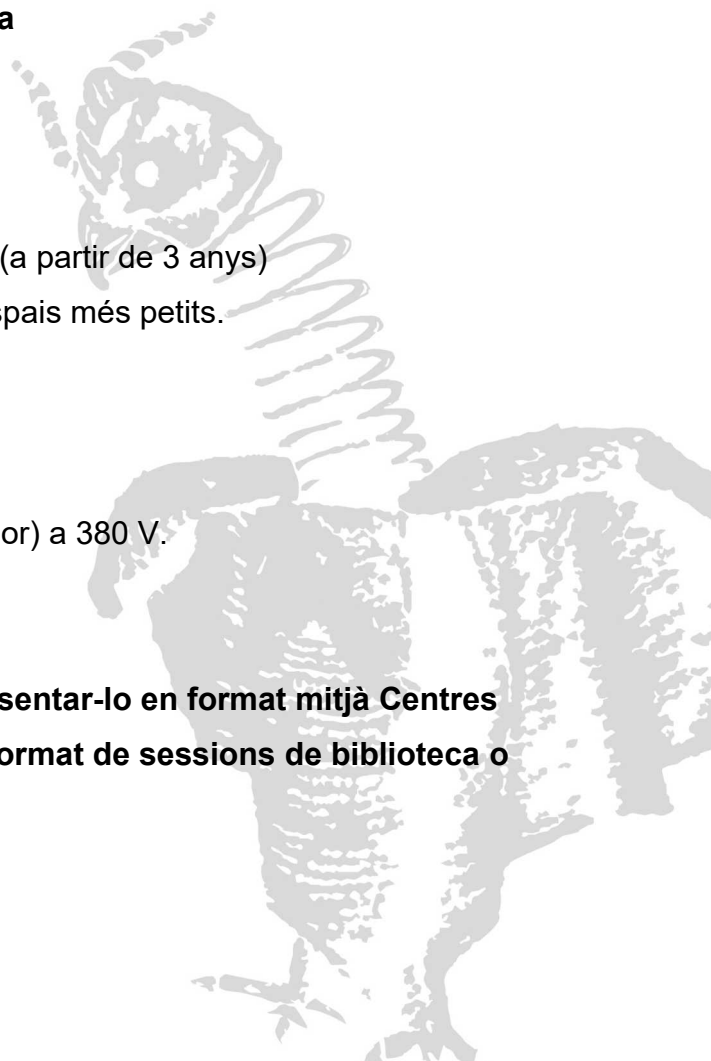 a
(a partir de 3 anys)
spais més petits.
or) a 380 V.
sentar-lo en format mitjà Centres
ormat de sessions de biblioteca o